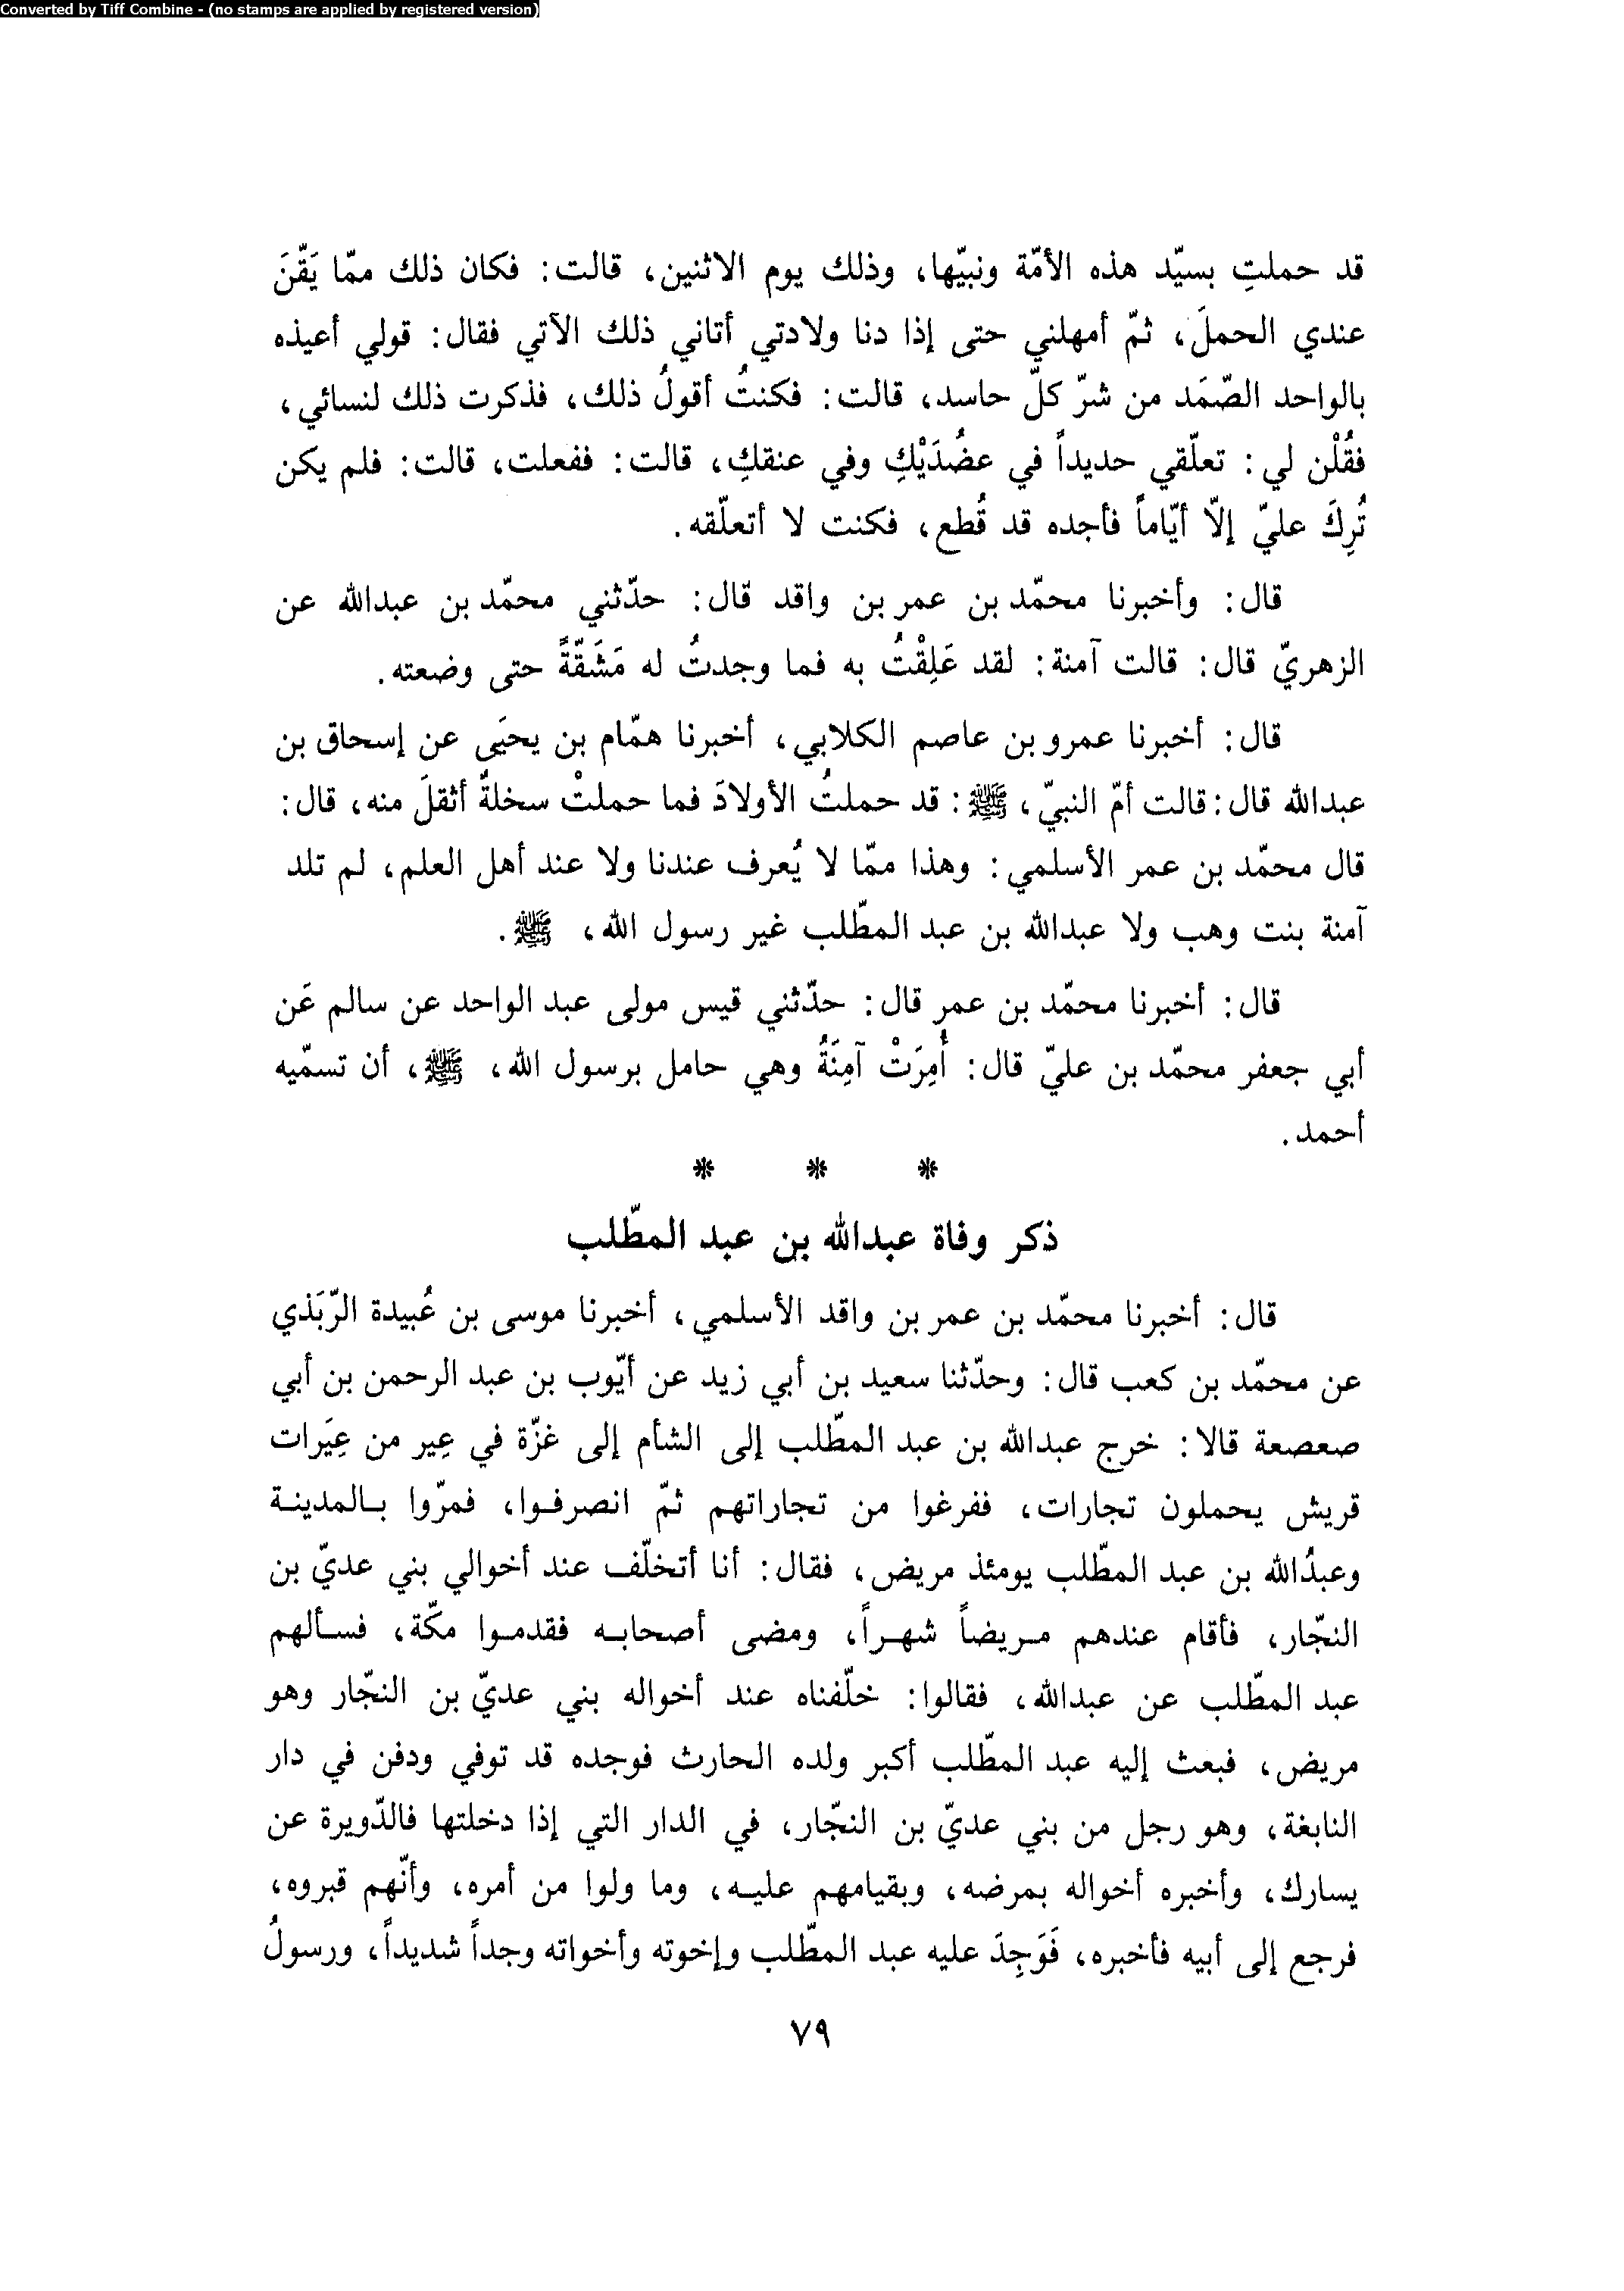 Converted by Tiff Combine - (no stamps are applied by registered version)
قد حملتِ بسيّد هذه الأمّة ونبيّها، وذلك يوم الاثنين، قالت: فكان ذلك ممّا يَقّنَ
عندي الحملَ، ثمّ أمهلني حتى إذا دنا ولادتي أتاني ذلك الآتي فقال: قولي أعيذه
بالواحد الصّمَد من شرّ كلّ حاسد، قالت: فكنتُ أقولُ ذلك، فذكرت ذلك لنسائي،
فقُلْن لي: تعلّقي حديداً في عضُدَيْكِ وفي عنقكِ، قالت: ففعلت، قالت: فلم يكن
تُرِكَ عليّ إلّا أيّاماً فأجده قد قُطع، فكنت لا أتعلّقه.
قال: وأخبرنا محمّد بن عمر بن واقد قال: حدّثني محمّد بن عبدالله عن
الزهريّ قال: قالت آمنة: لقد عَلِقْتُ به فما وجدتُ له مَشَقّةً حتى وضعته.
قال: أخبرنا عمرو بن عاصم الكلابي، أخبرنا همّام بن يحيَى عن إسحاق بن
عبدالله قال: قالت أمّ النبيّ، ﷺ: قد حملتُ الأولادَ فما حملتْ سخلةٌ أثقلَ منه، قال:
قال محمّد بن عمر الأسلمي: وهذا ممّا لا يُعرف عندنا ولا عند أهل العلم، لم تلد
آمنة بنت وهب ولا عبدالله بن عبد المطّلب غير رسول الله، ﷺ.
قال: أخبرنا محمّد بن عمر قال: حدّثني قيس مولى عبد الواحد عن سالم عَن
أبي جعفر محمّد بن عليّ قال: أُمِرَتْ آمِنَةُ وهي حامل برسول الله، ﷺ، أن تسمّيه
أحمد.
* * *
ذكر وفاة عبدالله بن عبد المطّلب
قال: أخبرنا محمّد بن عمر بن واقد الأسلمي، أخبرنا موسى بن عُبيدة الرّبَذي
عن محمّد بن كعب قال: وحدّثنا سعيد بن أبي زيد عن أيّوب بن عبد الرحمن بن أبي
صعصعة قالا: خرج عبدالله بن عبد المطّلب إلى الشأم إلى غزّة في عِير من عِيَرات
قريش يحملون تجارات، ففرغوا من تجاراتهم ثمّ انصرفوا، فمرّوا بالمدينة
وعبدُالله بن عبد المطّلب يومئذ مريض، فقال: أنا أتخلّف عند أخوالي بني عديّ بن
النجّار، فأقام عندهم مريضاً شهراً، ومضى أصحابه فقدموا مكّة، فسألهم
عبد المطّلب عن عبدالله، فقالوا: خلّفناه عند أخواله بني عديّ بن النجّار وهو
مريض، فبعث إليه عبد المطّلب أكبر ولده الحارث فوجده قد توفي ودفن في دار
النابغة، وهو رجل من بني عديّ بن النجّار، في الدار التي إذا دخلتها فالدّويرة عن
يسارك، وأخبره أخواله بمرضه، وبقيامهم عليه، وما ولوا من أمره، وأنّهم قبروه،
فرجع إلى أبيه فأخبره، فَوَجِدَ عليه عبد المطّلب وإخوته وأخواته وجداً شديداً، ورسولُ
٧٩